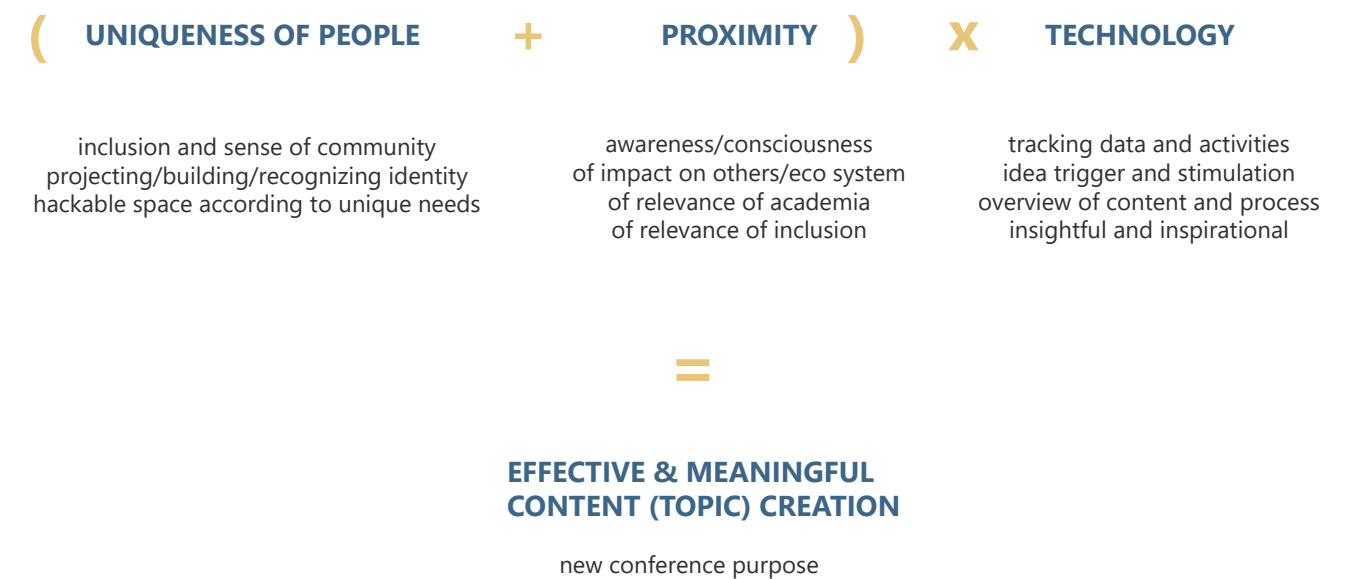 ( UNIQUENESS OF PEOPLE + PROXIMITY ) x TECHNOLOGY
inclusion and sense of community
projecting/building/recognizing identity
hackable space according to unique needs
awareness/consciousness
of impact on others/eco system
of relevance of academia
of relevance of inclusion
tracking data and activities
idea trigger and stimulation
overview of content and process
insightful and inspirational
=
EFFECTIVE & MEANINGFUL
CONTENT (TOPIC) CREATION
new conference purpose